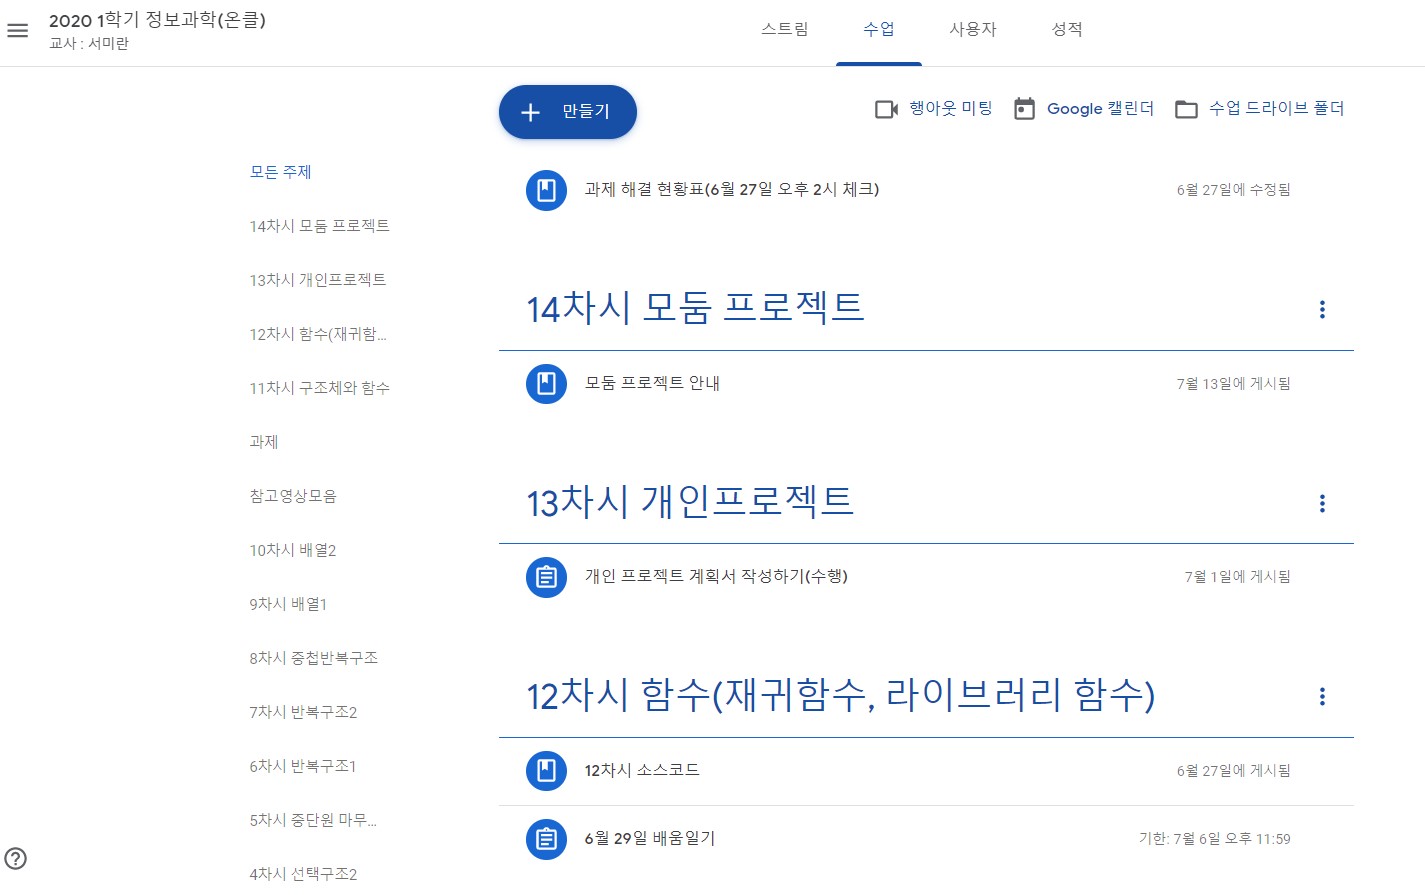 2020 1학기 정보과학(온클)
교사 : 서미란
스트림
수업
사용자
성적
만들기
행아웃 미팅
Google 캘린더
수업 드라이브 폴더
모든 주제
14차시 모둠 프로젝트
13차시 개인프로젝트
12차시 함수(재귀함...
11차시 구조체와 함수
과제
참고영상모음
10차시 배열2
9차시 배열1
8차시 중첩반복구조
7차시 반복구조2
6차시 반복구조1
5차시 중단원 마무...
4차시 선택구조2
과제 해결 현황표(6월 27일 오후 2시 체크)
6월 27일에 수정됨
14차시 모둠 프로젝트
모둠 프로젝트 안내
7월 13일에 게시됨
13차시 개인프로젝트
개인 프로젝트 계획서 작성하기(수행)
7월 1일에 게시됨
12차시 함수(재귀함수, 라이브러리 함수)
12차시 소스코드
6월 27일에 게시됨
6월 29일 배움일기
기한: 7월 6일 오후 11:59